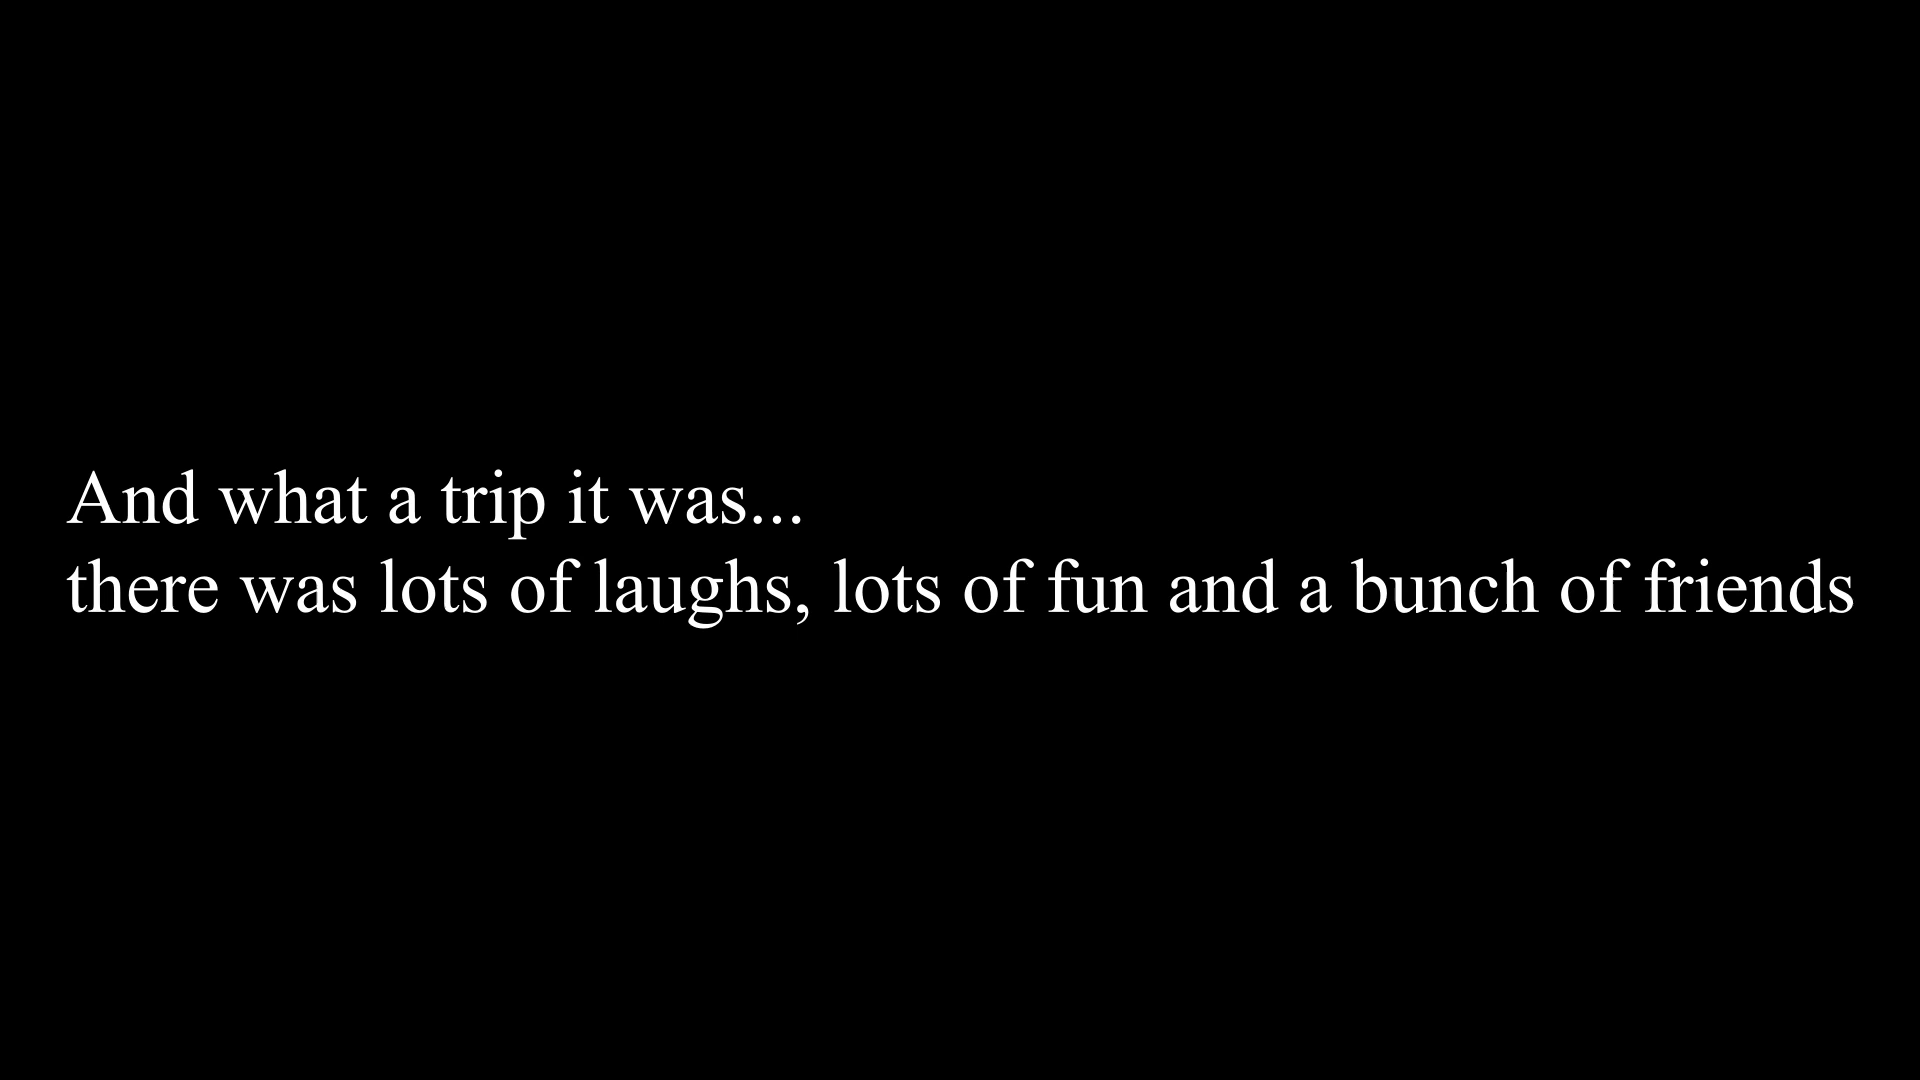 And what a trip it was...
there was lots of laughs, lots of fun and a bunch of friends